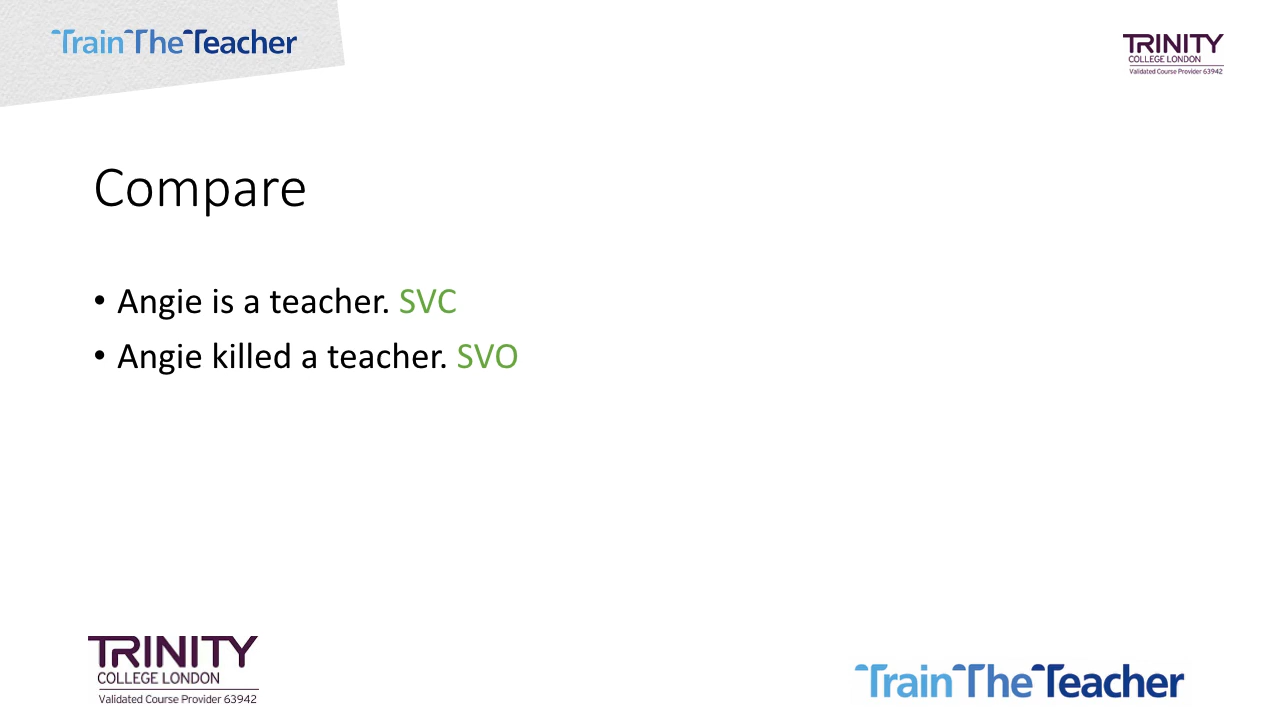 TrainTheTeacher
TRINITY
COLLEGE LONDON
Validated Course Provider 63942
Compare
• Angie is a teacher. SVC
• Angie killed a teacher. SVO
TRINITY
COLLEGE LONDON
Validated Course Provider 63942
TrainTheTeacher